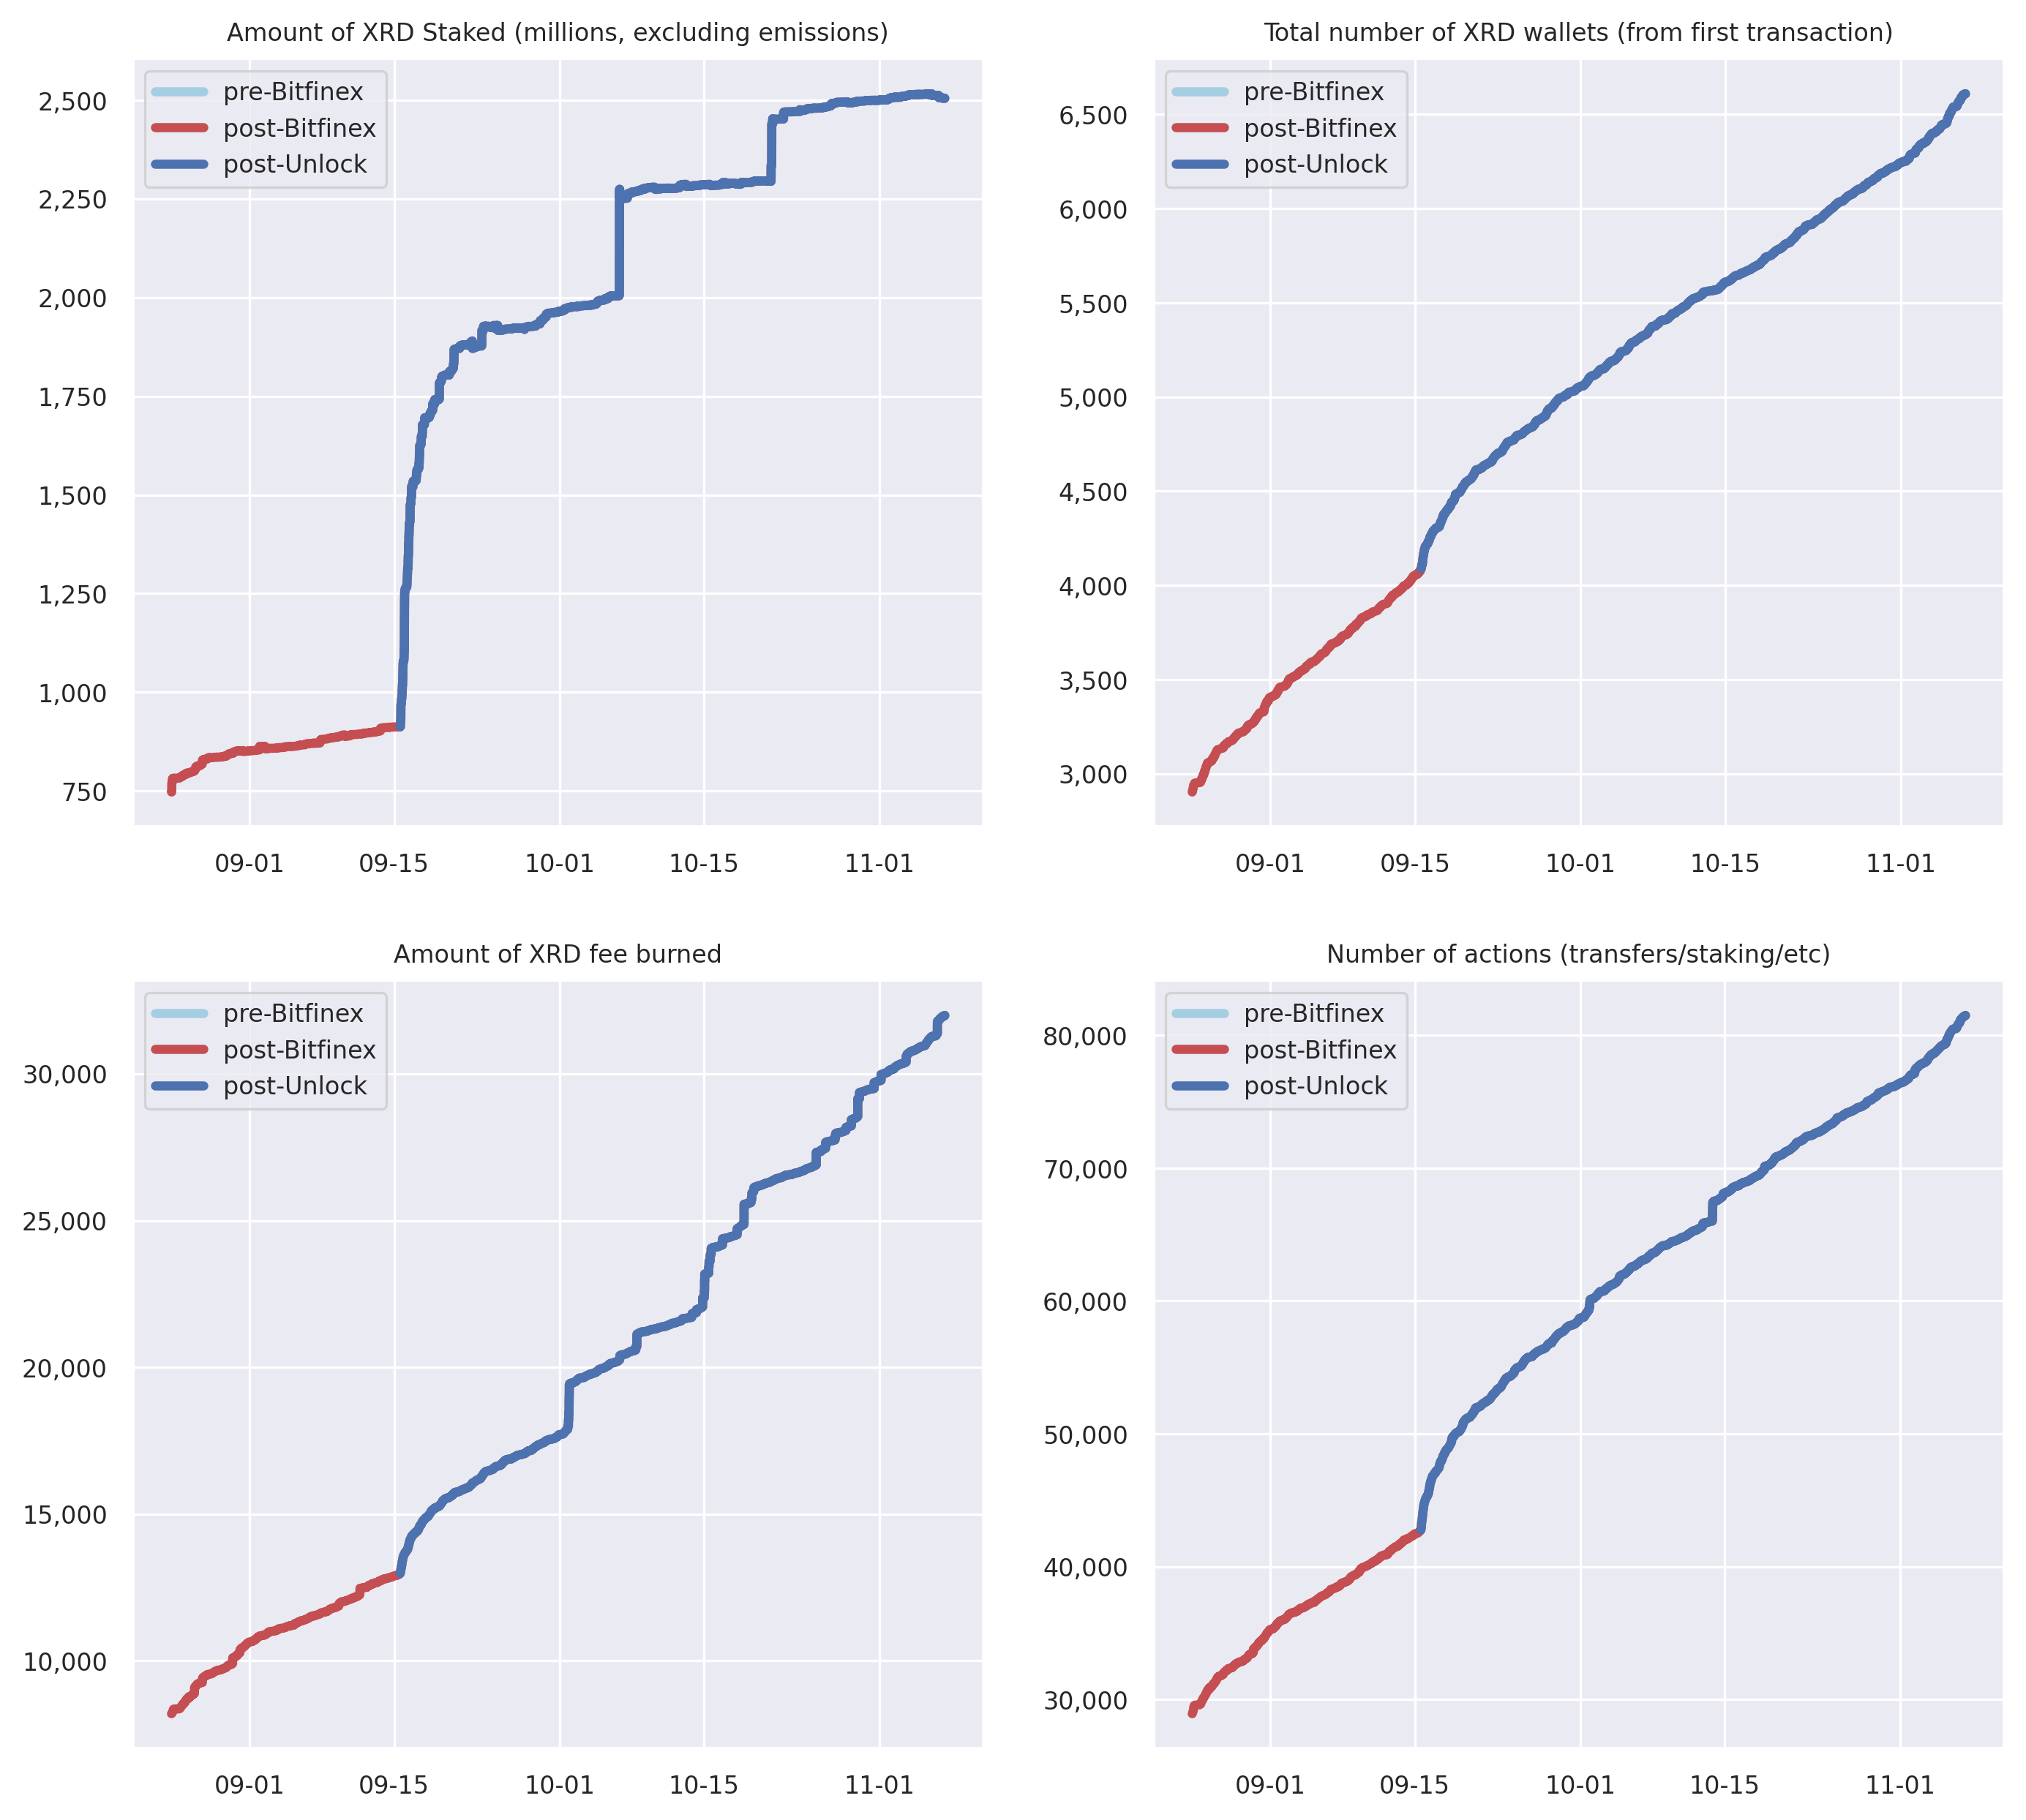 Amount of XRD Staked (millions, excluding emissions)
pre-Bitfinex
post-Bitfinex
post-Unlock
2,500
2,250
2,000
1,750
1,500
1,250
1,000
750
09-01 09-15 10-01 10-15 11-01
Total number of XRD wallets (from first transaction)
pre-Bitfinex
post-Bitfinex
post-Unlock
6,500
6,000
5,500
5,000
4,500
4,000
3,500
3,000
09-01 09-15 10-01 10-15 11-01
Amount of XRD fee burned
pre-Bitfinex
post-Bitfinex
post-Unlock
30,000
25,000
20,000
15,000
10,000
09-01 09-15 10-01 10-15 11-01
Number of actions (transfers/staking/etc)
pre-Bitfinex
post-Bitfinex
post-Unlock
80,000
70,000
60,000
50,000
40,000
30,000
09-01 09-15 10-01 10-15 11-01